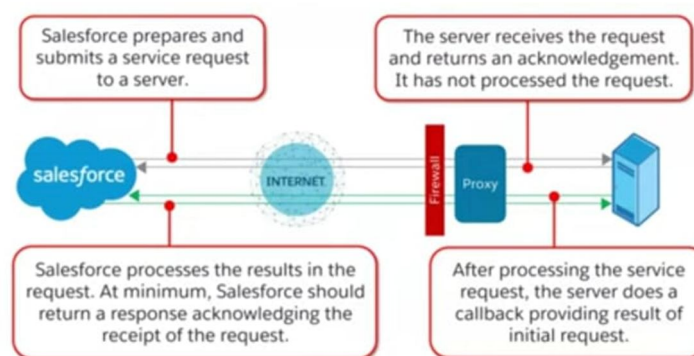 Salesforce prepares and
submits a service request
to a server.
The server receives the request
and returns an acknowledgement.
It has not processed the request.
salesforce
INTERNET
Firewall
Proxy
Salesforce processes the results in the
request. At minimum, Salesforce should
return a response acknowledging the
receipt of the request.
After processing the service
request, the server does a
callback providing result of
initial request.